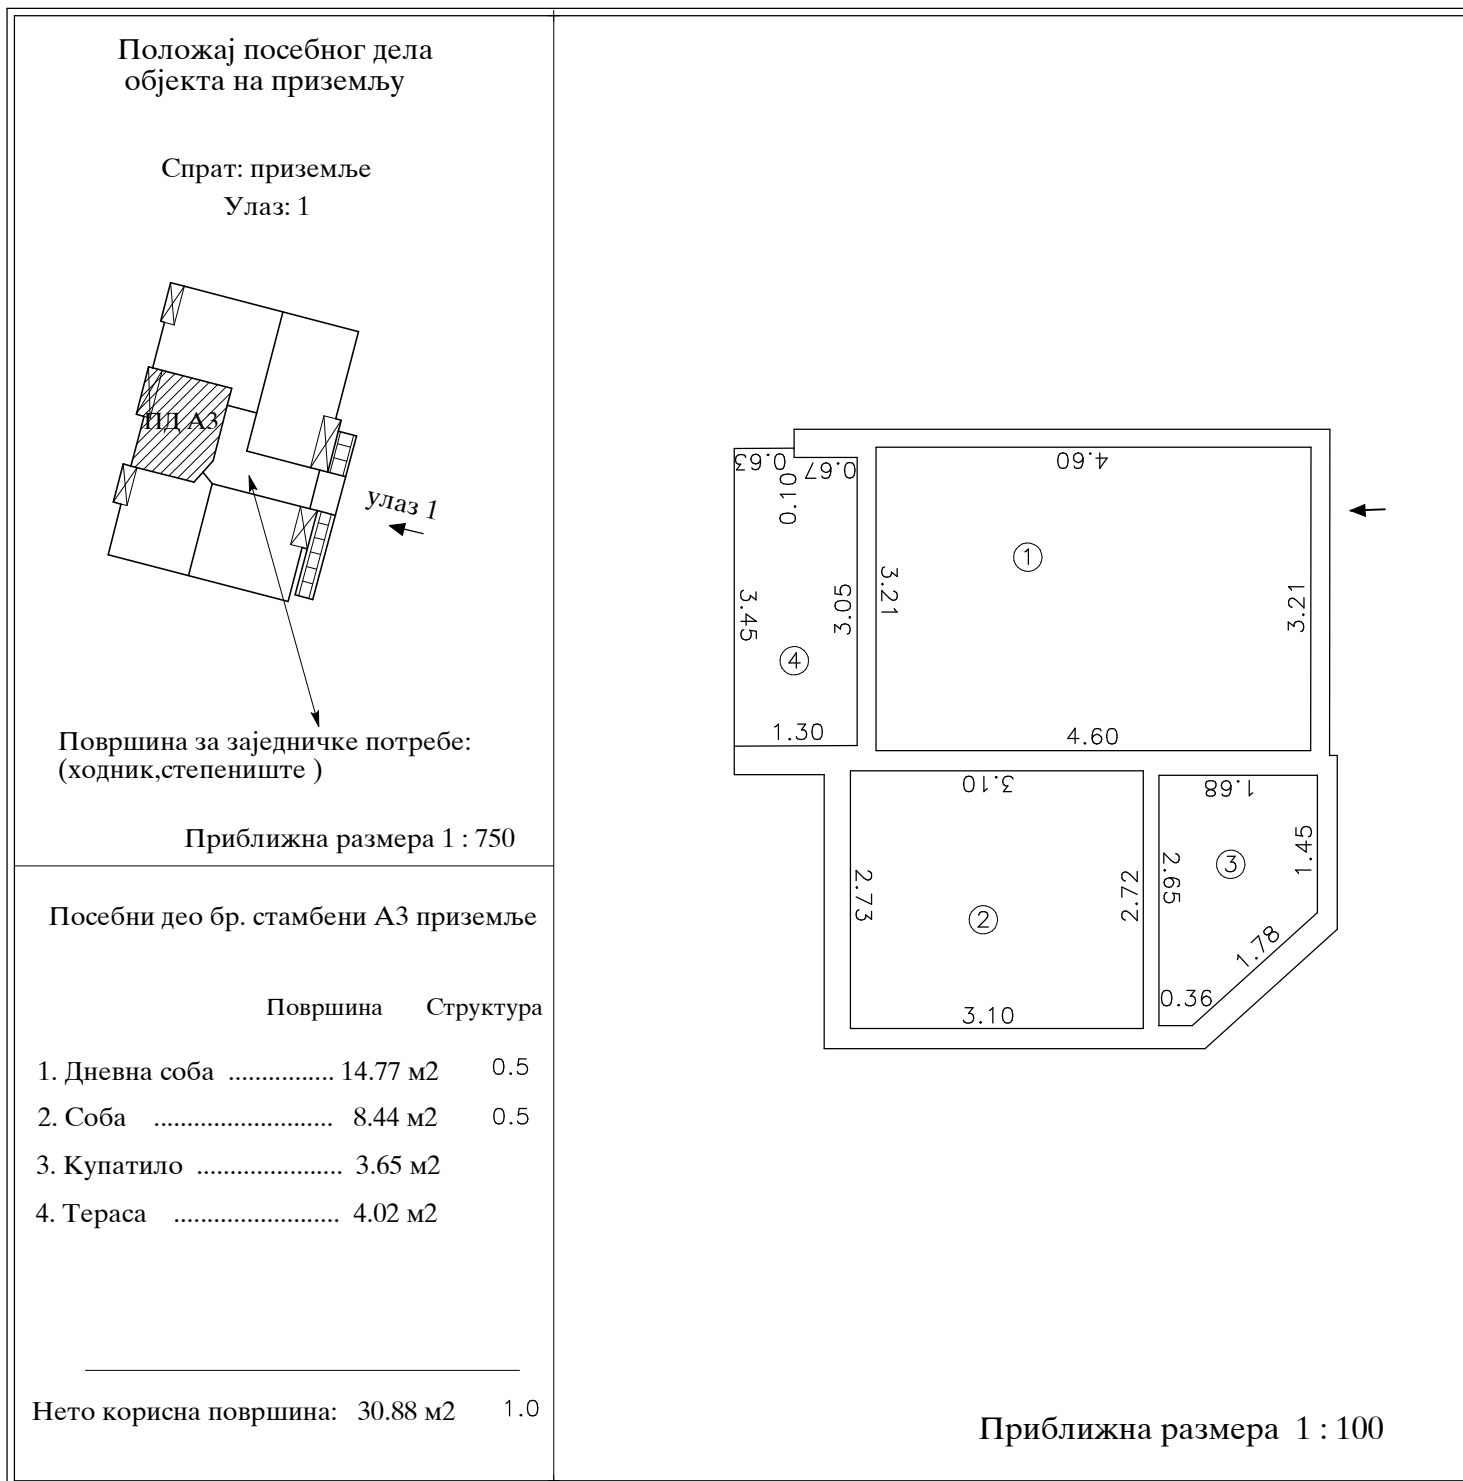 Положај посебног дела
објекта на приземљу
Спрат: приземље
Улаз: 1
ПД А3
улаз 1
Површина за заједничке потребе:
(ходник,степениште )
Приближна размера 1 : 750
Посебни део бр. стамбени А3 приземље
Површина Структура
1. Дневна соба ................ 14.77 м2 0.5
2. Соба ........................... 8.44 м2 0.5
3. Купатило ...................... 3.65 м2
4. Тераса ......................... 4.02 м2
Нето корисна површина: 30.88 м2 1.0
0.63
0.10
0.67
4.60
1
3.21
3.21
3.45
3.05
4
1.30
4.60
3.10
1.68
2.73
2
2.72
2.65
3
1.45
1.78
0.36
3.10
Приближна размера 1 : 100